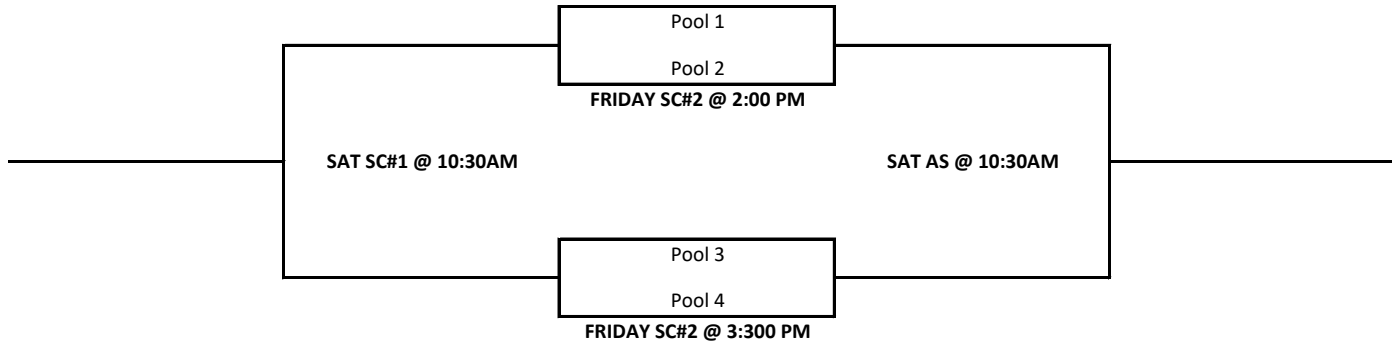 Pool 1
Pool 2
FRIDAY SC#2 @ 2:00 PM
SAT SC#1 @ 10:30AM
SAT AS @ 10:30AM
Pool 3
Pool 4
FRIDAY SC#2 @ 3:300 PM